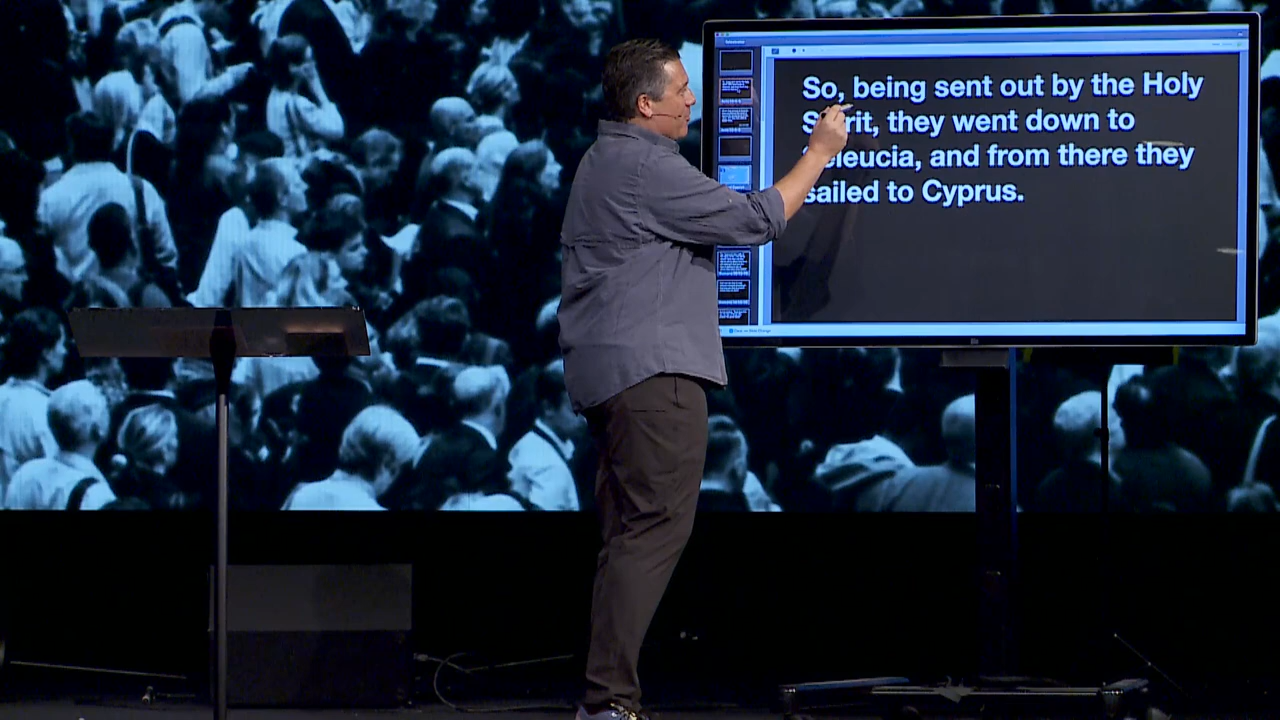 So, being sent out by the Holy
Spirit, they went down to
Seleucia, and from there they
sailed to Cyprus.